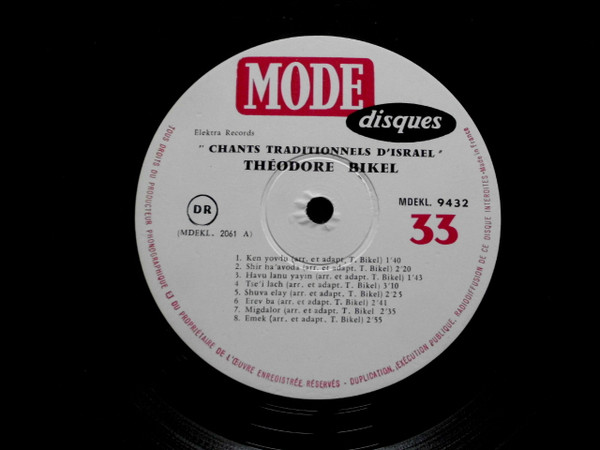 MODE
disques
Elektra Records
" CHANTS TRADITIONNELS D'ISRAEL "
THÉODORE BIKEL
DR
MDEKL. 9432
(MDEKL. 2061 A)
33
1. Ken yovdu (arr. et adapt. T. Bikel) 1'40
2. Shir ha'avoda (arr. et adapt. T. Bikel) 2'20
3. Havu lanu yayin (arr. et adapt. T. Bikel) 1'43
4 Tse'i lach (arr. et adapt. T. Bikel) 3'10
5. Shuva elay (arr. et adapt. T. Bikel) 2'25
6 Erev ba (arr. et adapt. T. Bikel) 2'41
7. Migdalor (arr. et adapt. T. Bikel 2'35
8. Emek (arr. et adapt. T. Bikel) 2'55
TOUS DROITS DU PRODUCTEUR PHONOGRAPHIQUE ET DU PROPRIÉTAIRE DE L'ŒUVRE ENREGISTRÉE RÉSERVÉS - DUPLICATION, EXÉCUTION PUBLIQUE, RADIODIFFUSION DE CE DISQUE INTERDITES - Made in France